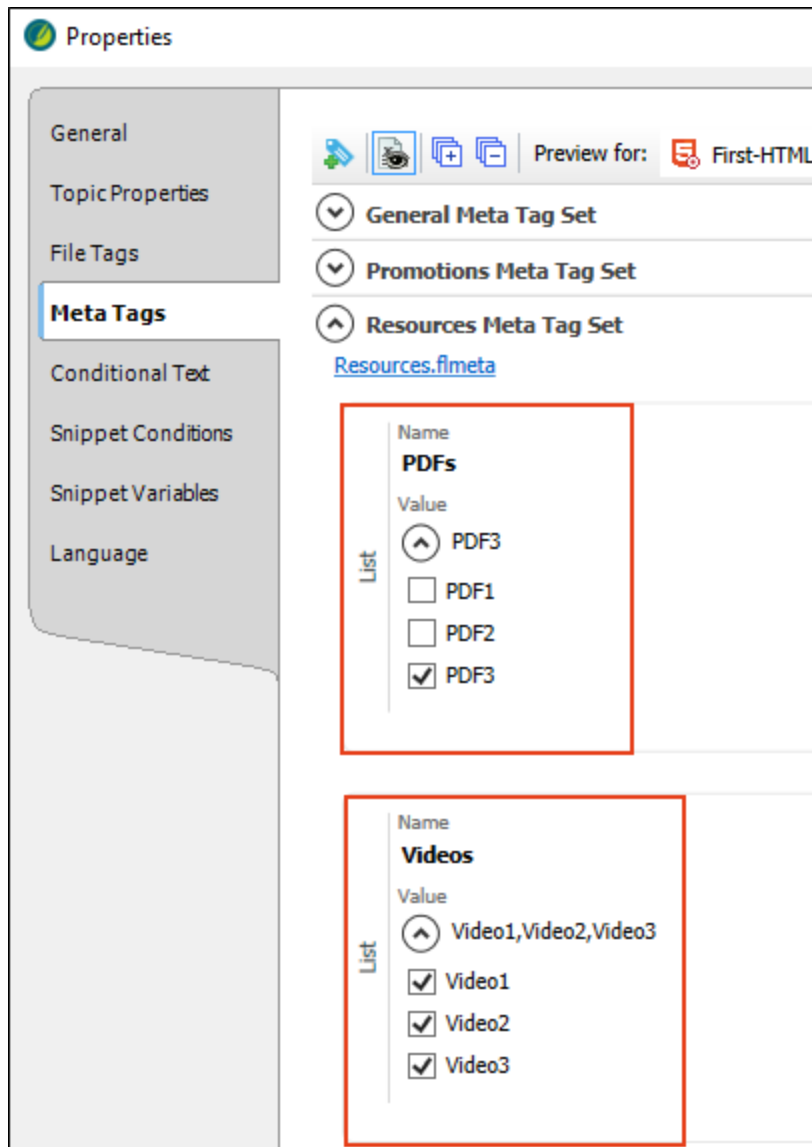 Properties
General
Topic Properties
File Tags
Meta Tags
Conditional Text
Snippet Conditions
Snippet Variables
Language
Preview for: First-HTML
General Meta Tag Set
Promotions Meta Tag Set
Resources Meta Tag Set
Resources.flmeta
List
Name
PDFs
Value
PDF3
PDF1
PDF2
PDF3
List
Name
Videos
Value
Video1,Video2,Video3
Video1
Video2
Video3